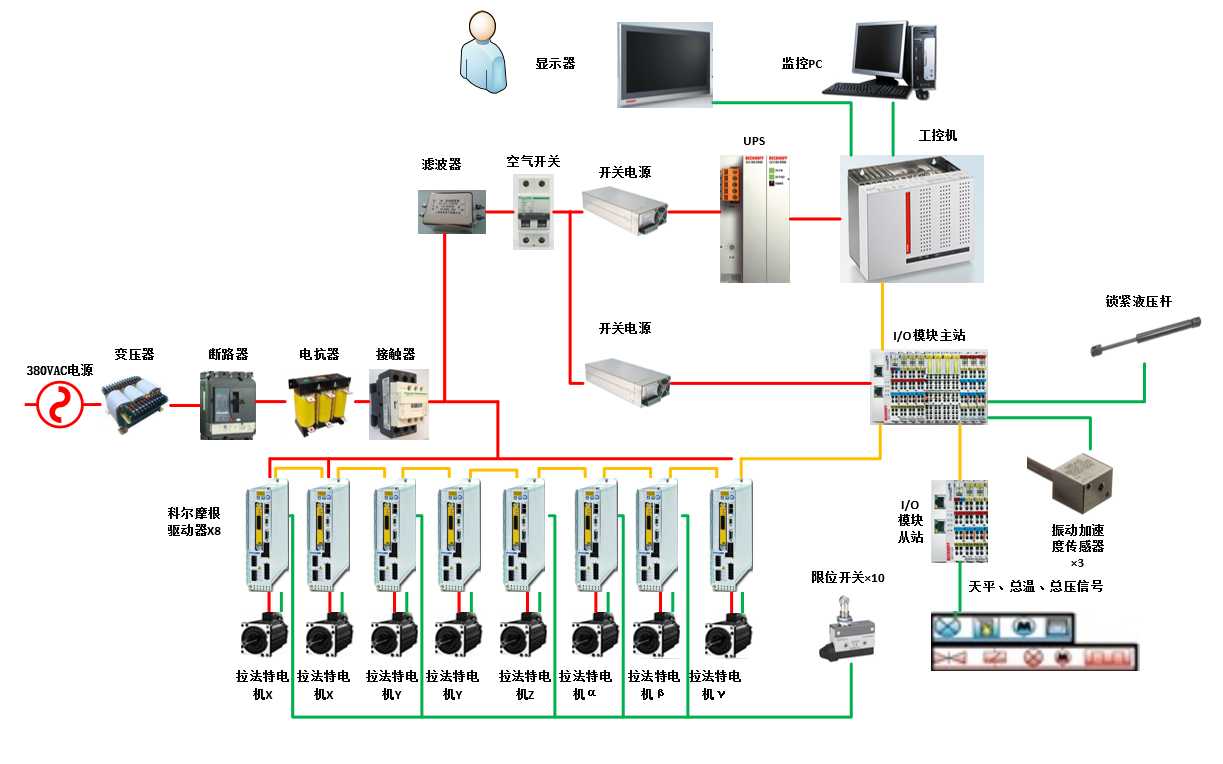 显示器
监控PC
工控机
UPS
滤波器
空气开关
开关电源
BECKHOFF
BECKHOFF
开关电源
I/O模块主站
锁紧液压杆
380VAC电源
变压器
断路器
电抗器
接触器
科尔摩根
驱动器X8
I/O
模块
从站
振动加速
度传感器
×3
限位开关×10
天平、总温、总压信号
拉法特电
机X
拉法特电
机X
拉法特电
机Y
拉法特电
机Y
拉法特电
机Z
拉法特电
机α
拉法特电
机β
拉法特电
机γ